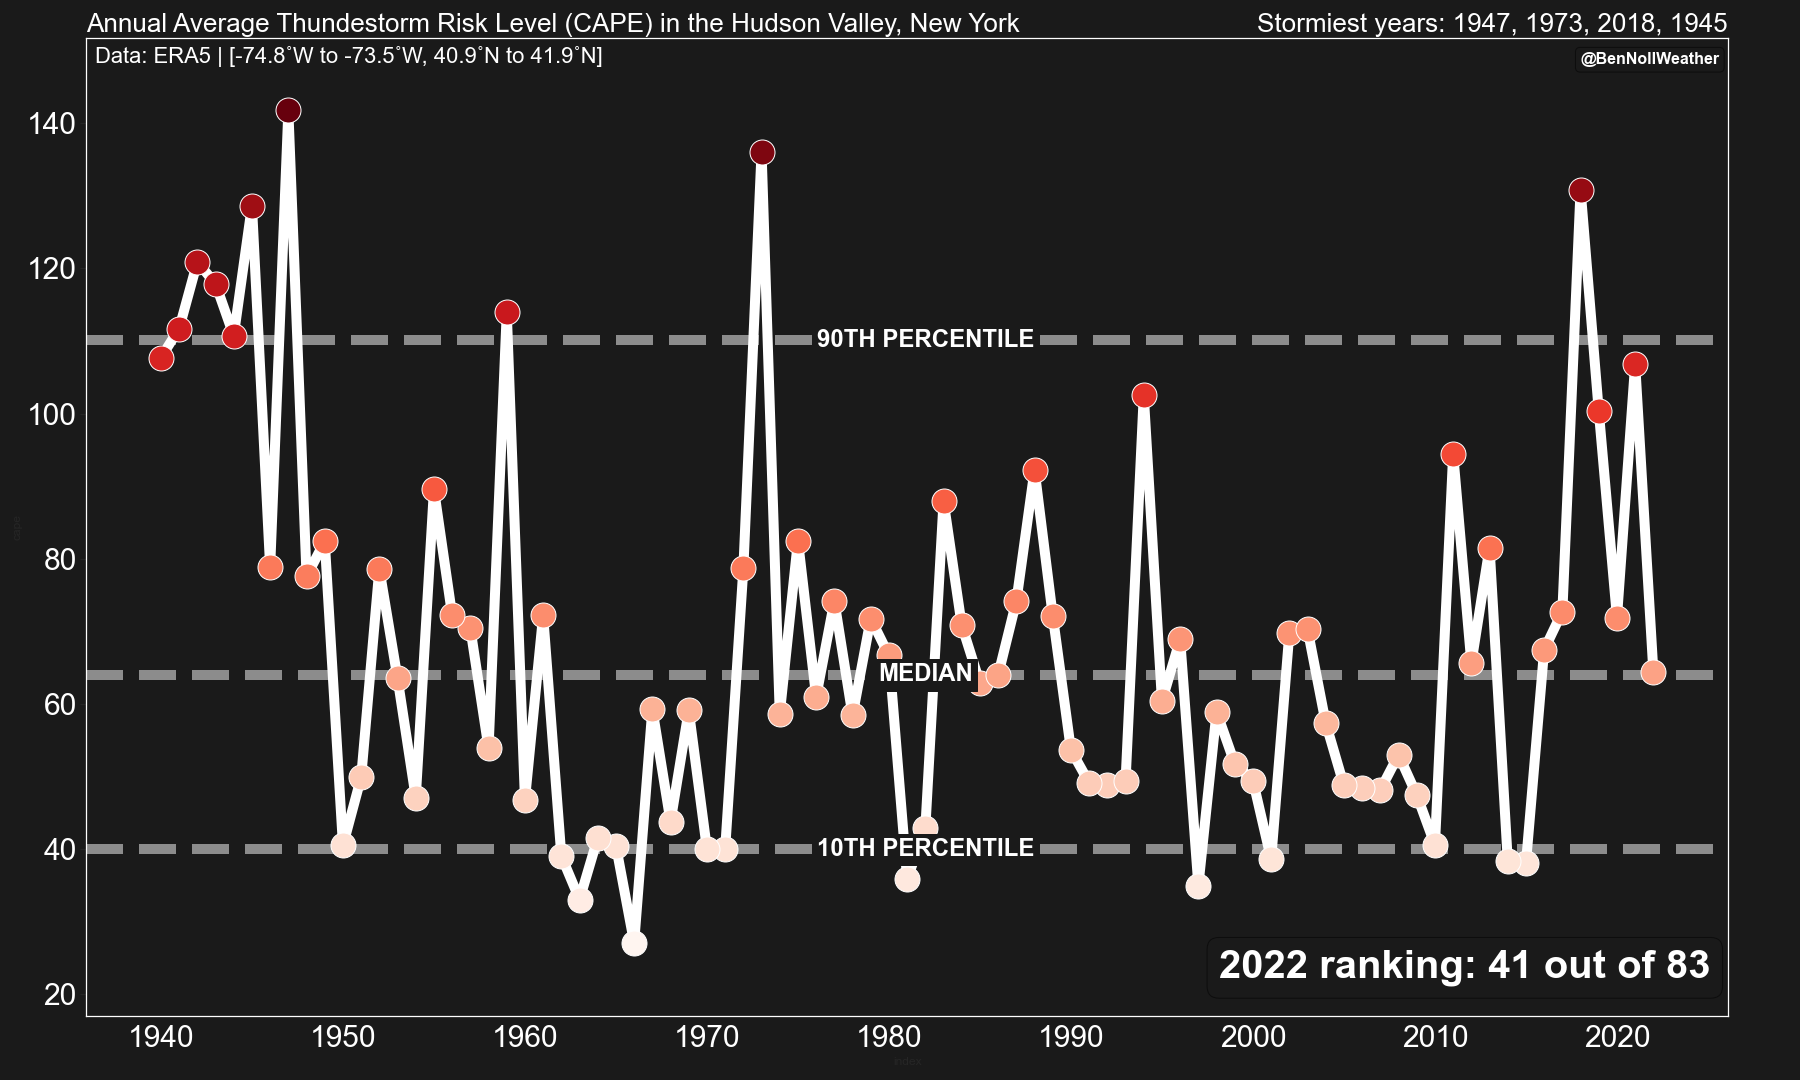 Annual Average Thundestorm Risk Level (CAPE) in the Hudson Valley, New York
Stormiest years: 1947, 1973, 2018, 1945
Data: ERA5 | [-74.8°W to -73.5°W, 40.9°N to 41.9°N]
@BenNollWeather
140
120
90TH PERCENTILE
100
cape
80
MEDIAN
60
10TH PERCENTILE
40
2022 ranking: 41 out of 83
20
1940 1950 1960 1970 1980 1990 2000 2010 2020
index